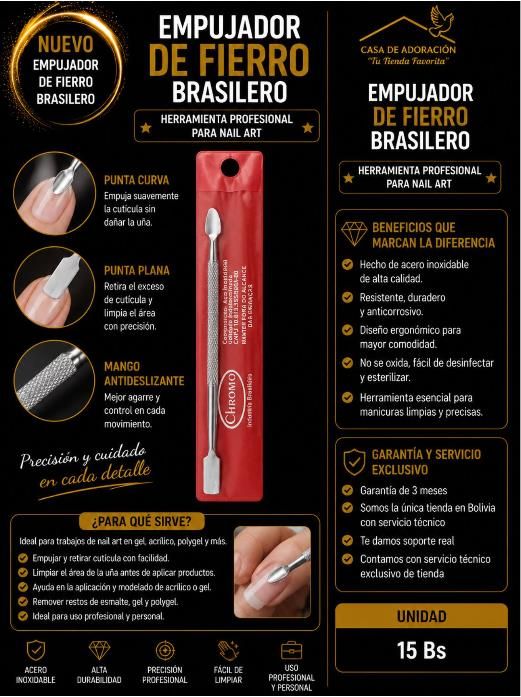 NUEVO
EMPUJADOR
DE FIERRO
BRASILERO
EMPUJADOR
DE FIERRO
BRASILERO
HERRAMIENTA PROFESIONAL
PARA NAIL ART
PUNTA CURVA
Empuja suavemente
la cutícula sin
dañar la uña.
PUNTA PLANA
Retira el exceso
de cutícula y
limpia el área
con precisión.
MANGO
ANTIDESLIZANTE
Mejor agarre y
control en cada
movimiento.
Precisión y cuidado
en cada detalle
CHROMO
Indústria Brasileira
¿PARA QUÉ SIRVE?
Ideal para trabajos de nail art en gel, acrílico, polygel y más.
Empujar y retirar cutícula con facilidad.
Limpiar el área de la uña antes de aplicar productos.
Ayuda en la aplicación y modelado de acrílico o gel.
Remover restos de esmalte, gel y polygel.
Ideal para uso profesional y personal.
ACERO
INOXIDABLE
ALTA
DURABILIDAD
PRECISIÓN
PROFESIONAL
FÁCIL DE
LIMPIAR
USO
PROFESIONAL
Y PERSONAL
CASA DE ADORACIÓN
"Tu Tienda Favorita"
EMPUJADOR
DE FIERRO
BRASILERO
HERRAMIENTA PROFESIONAL
PARA NAIL ART
BENEFICIOS QUE
MARCAN LA DIFERENCIA
Hecho de acero inoxidable
de alta calidad.
Resistente, duradero
y anticorrosivo.
Diseño ergonómico para
mayor comodidad.
No se oxida, fácil de desinfectar
y esterilizar.
Herramienta esencial para
manicuras limpias y precisas.
GARANTÍA Y SERVICIO
EXCLUSIVO
Garantía de 3 meses
Somos la única tienda en Bolivia
con servicio técnico
Te damos soporte real
Contamos con servicio técnico
exclusivo de tienda
UNIDAD
15 Bs